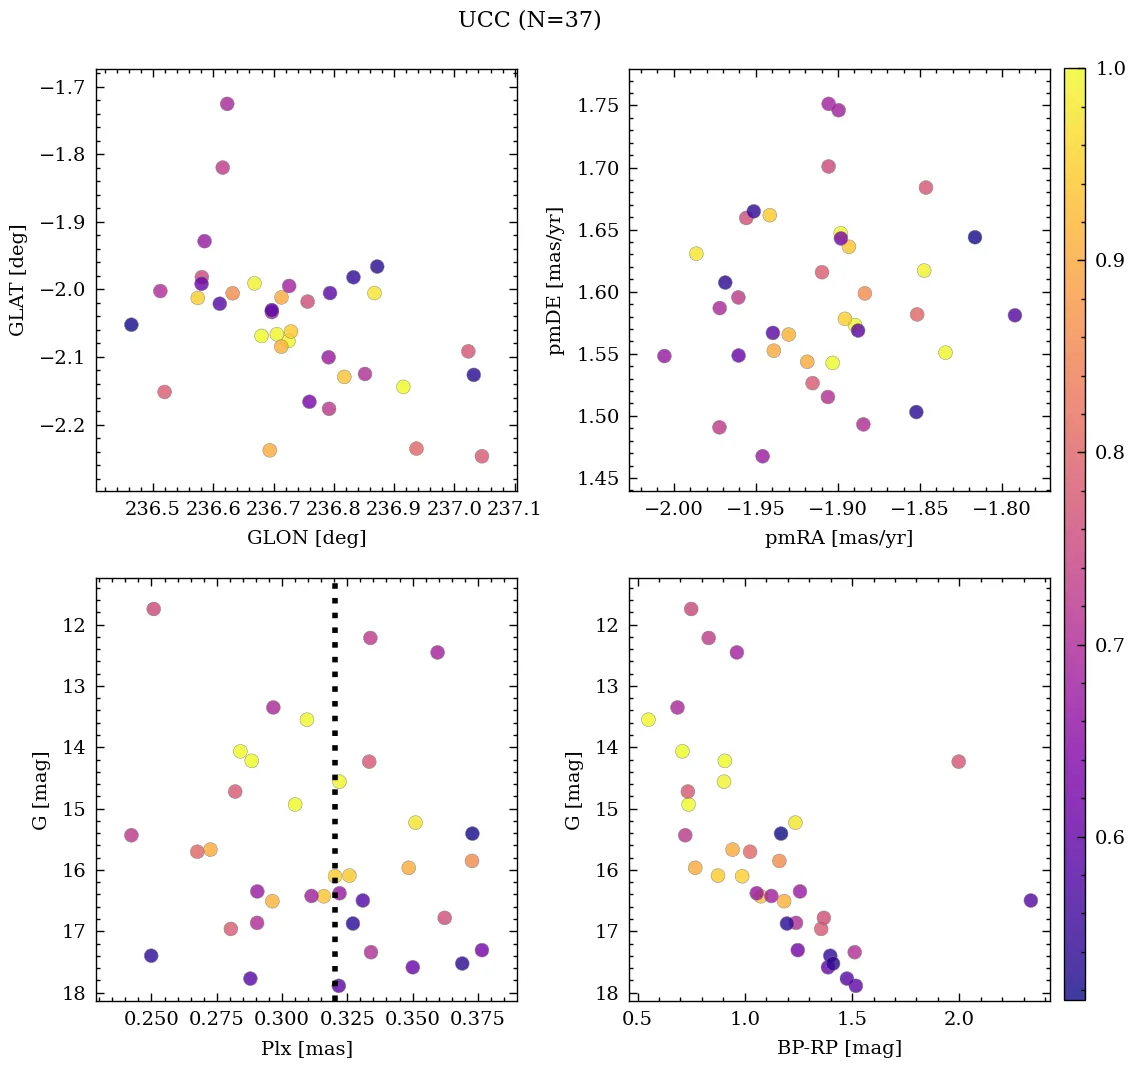 UCC (N=37)
−1.7
−1.8
−1.9
−2.0
−2.1
−2.2
GLAT [deg]
236.5 236.6 236.7 236.8 236.9 237.0 237.1
GLON [deg]
1.75
1.70
1.65
1.60
1.55
1.50
1.45
pmDE [mas/yr]
−2.00 −1.95 −1.90 −1.85 −1.80
pmRA [mas/yr]
12
13
14
15
16
17
18
G [mag]
0.250 0.275 0.300 0.325 0.350 0.375
Plx [mas]
12
13
14
15
16
17
18
G [mag]
0.5 1.0 1.5 2.0
BP-RP [mag]
1.0
0.9
0.8
0.7
0.6